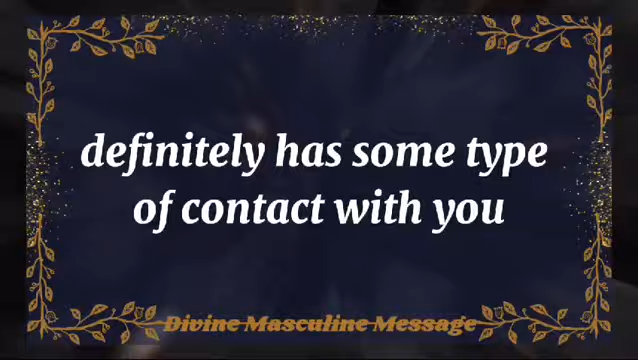 definitely has some type
of contact with you
Divine Masculine Message